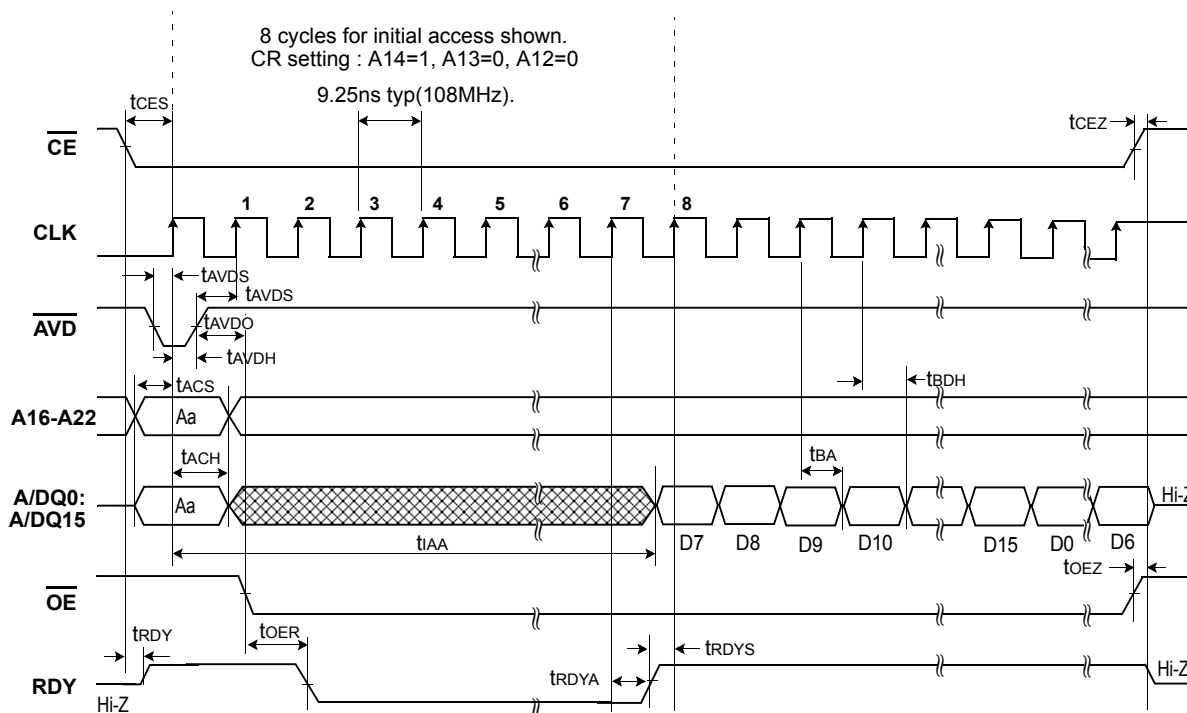 8 cycles for initial access shown.
CR setting : A14=1, A13=0, A12=0
9.25ns typ(108MHz).
tCES
tCEZ
CE
1 2 3 4 5 6 7 8
CLK
tAVDS
tAVDS
AVD
tAVDO
tAVDH
tBDH
tACS
A16-A22
Aa
tACH
tBA
A/DQ0:
A/DQ15
Aa
Hi-Z
tIAA
D7 D8 D9 D10 D15 D0 D6
tOEZ
OE
tOER
tRDY
tRDYS
tRDYA
RDY
Hi-Z
Hi-Z